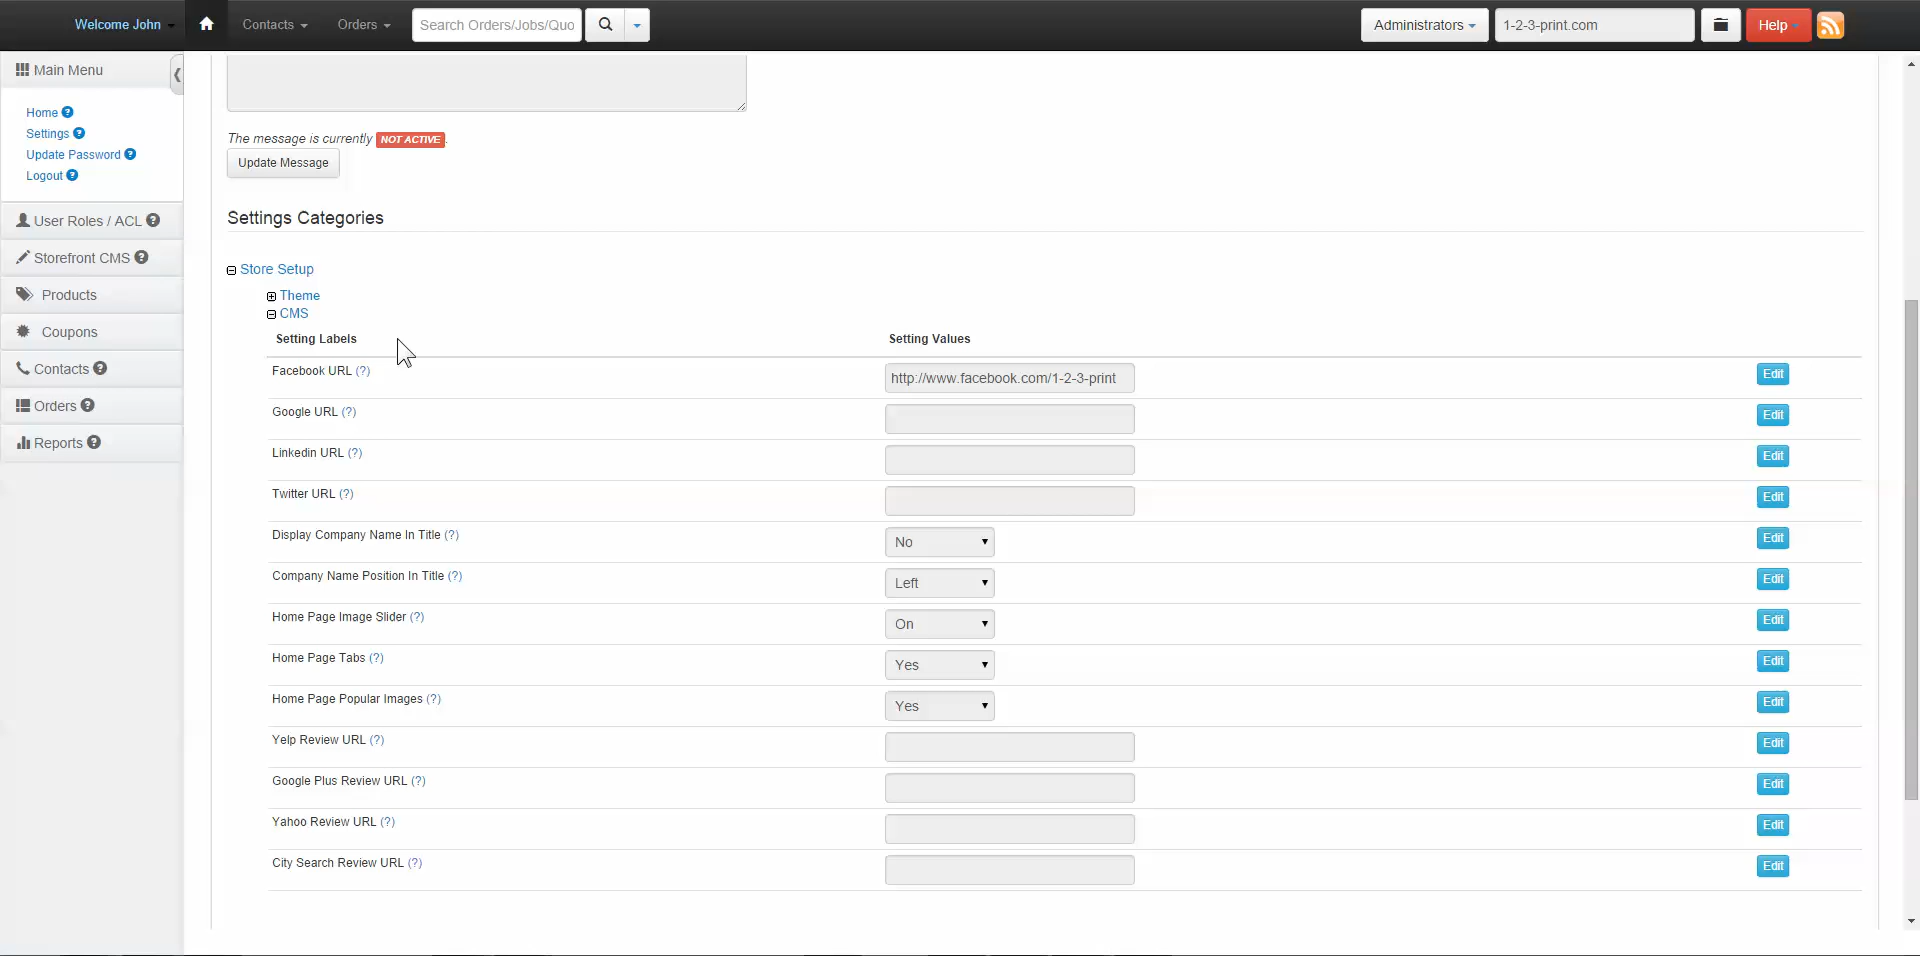 Welcome John
Contacts
Orders
Search Orders/Jobs/Quo
Administrators
1-2-3-print.com
Help
Main Menu
Home
Settings
Update Password
Logout
User Roles / ACL
Storefront CMS
Products
Coupons
Contacts
Orders
Reports
The message is currently NOT ACTIVE.
Update Message
Settings Categories
Store Setup
Theme
CMS
Setting Labels Setting Values
Facebook URL (?) http://www.facebook.com/1-2-3-print Edit
Google URL (?) Edit
Linkedin URL (?) Edit
Twitter URL (?) Edit
Display Company Name In Title (?) No Edit
Company Name Position In Title (?) Left Edit
Home Page Image Slider (?) On Edit
Home Page Tabs (?) Yes Edit
Home Page Popular Images (?) Yes Edit
Yelp Review URL (?) Edit
Google Plus Review URL (?) Edit
Yahoo Review URL (?) Edit
City Search Review URL (?) Edit